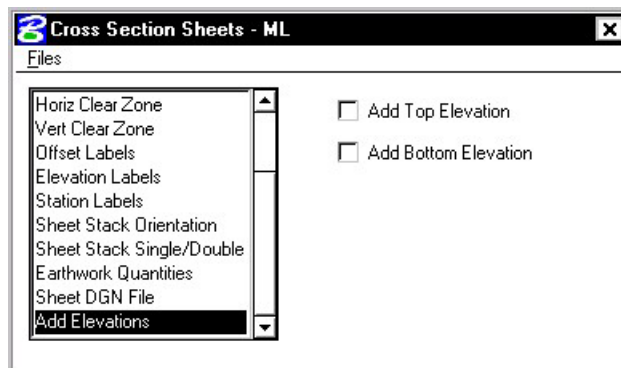 Cross Section Sheets - ML
Files
Horiz Clear Zone
Vert Clear Zone
Offset Labels
Elevation Labels
Station Labels
Sheet Stack Orientation
Sheet Stack Single/Double
Earthwork Quantities
Sheet DGN File
Add Elevations
Add Top Elevation
Add Bottom Elevation